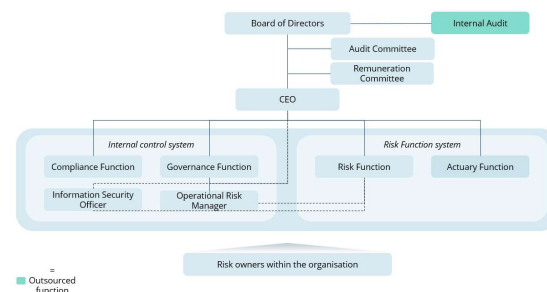 Board of Directors
Internal Audit
Audit Committee
Remuneration
Committee
CEO
Internal control system
Risk Function system
Compliance Function
Governance Function
Risk Function
Actuary Function
Information Security
Officer
Operational Risk
Manager
Risk owners within the organisation
=
Outsourced
function